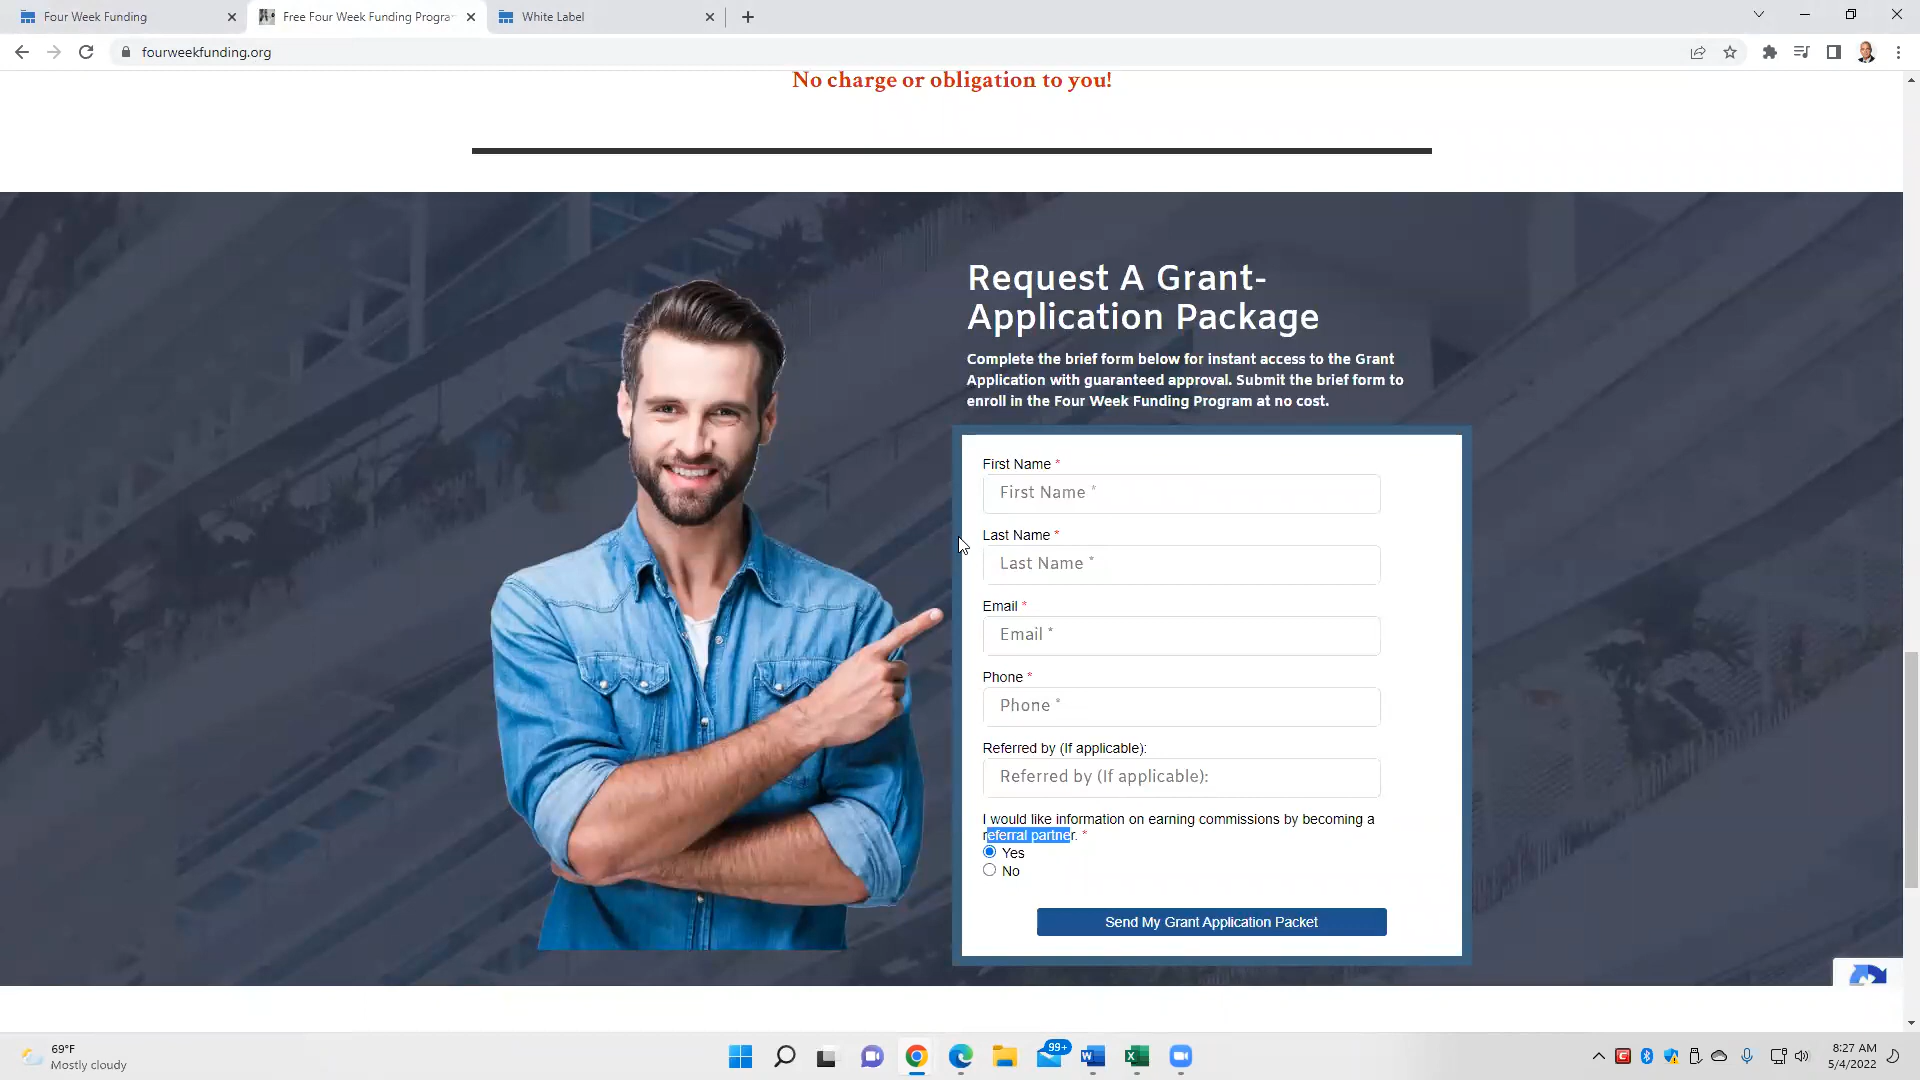 Four Week Funding
Free Four Week Funding Progra
White Label
fourweekfunding.org
No charge or obligation to you!
Request A Grant-
Application Package
Complete the brief form below for instant access to the Grant
Application with guaranteed approval. Submit the brief form to
enroll in the Four Week Funding Program at no cost.
First Name *
First Name *
Last Name *
Last Name *
Email *
Email *
Phone *
Phone *
Referred by (If applicable):
Referred by (If applicable):
I would like information on earning commissions by becoming a
referral partner. *
Yes
No
Send My Grant Application Packet
69°F
Mostly cloudy
99+
8:27 AM
5/4/2022